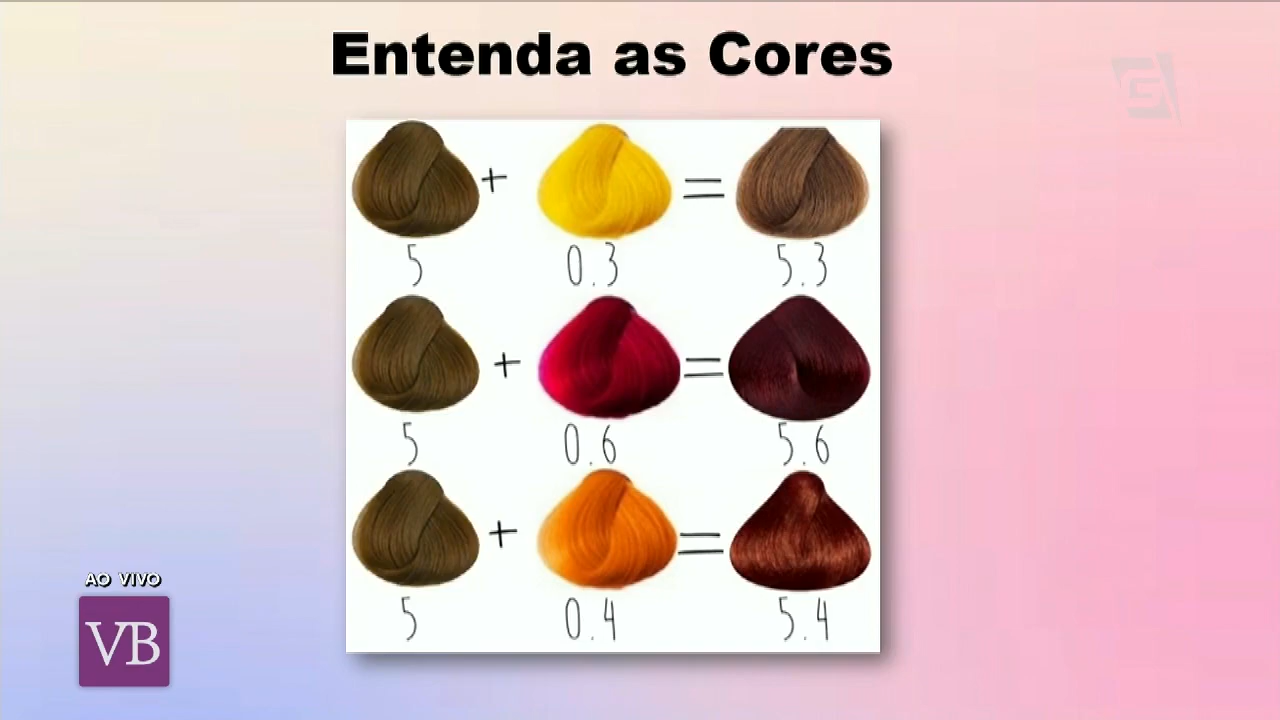 Entenda as Cores
5 + 0.3 = 5.3
5 + 0.6 = 5.6
5 + 0.4 = 5.4
AO VIVO
VB